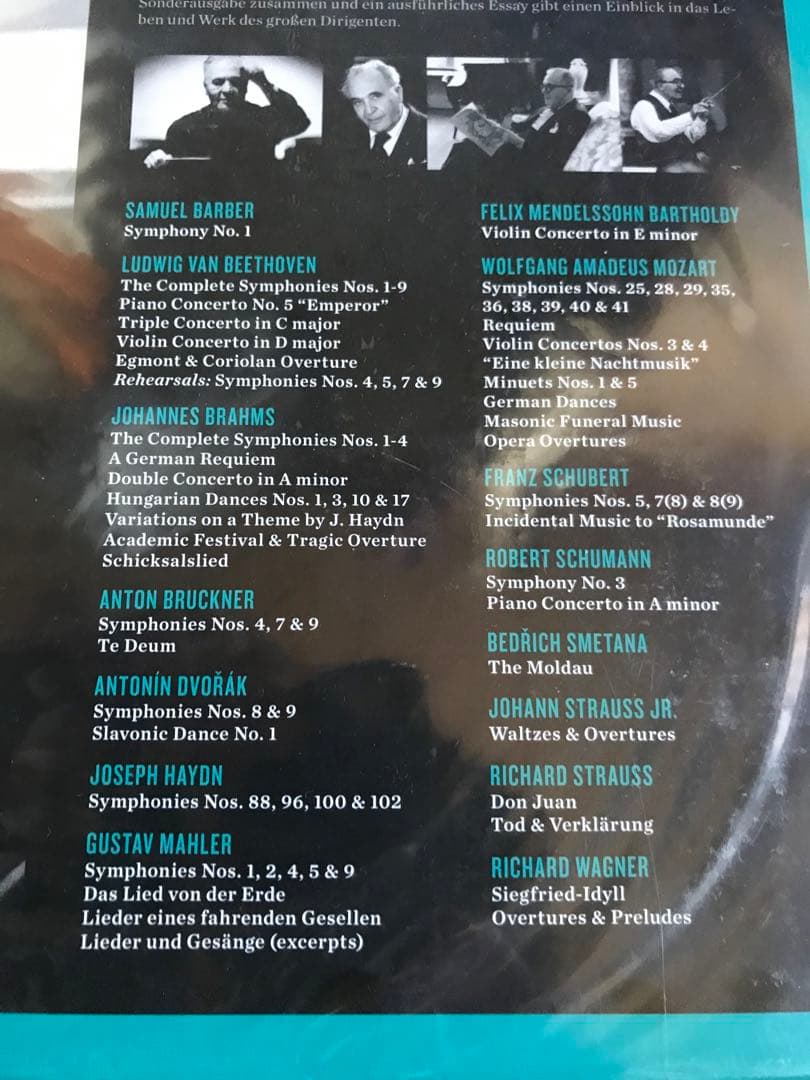 Sonderausgabe zusammen und ein ausführliches Essay gibt einen Einblick in das Le-
ben und Werk des großen Dirigenten.
SAMUEL BARBER
Symphony No. 1
LUDWIG VAN BEETHOVEN
The Complete Symphonies Nos. 1-9
Piano Concerto No. 5 “Emperor”
Triple Concerto in C major
Violin Concerto in D major
Egmont & Coriolan Overture
Rehearsals: Symphonies Nos. 4, 5, 7 & 9
JOHANNES BRAHMS
The Complete Symphonies Nos. 1-4
A German Requiem
Double Concerto in A minor
Hungarian Dances Nos. 1, 3, 10 & 17
Variations on a Theme by J. Haydn
Academic Festival & Tragic Overture
Schicksalslied
ANTON BRUCKNER
Symphonies Nos. 4, 7 & 9
Te Deum
ANTONÍN DVOŘÁK
Symphonies Nos. 8 & 9
Slavonic Dance No. 1
JOSEPH HAYDN
Symphonies Nos. 88, 96, 100 & 102
GUSTAV MAHLER
Symphonies Nos. 1, 2, 4, 5 & 9
Das Lied von der Erde
Lieder eines fahrenden Gesellen
Lieder und Gesänge (excerpts)
FELIX MENDELSSOHN BARTHOLDY
Violin Concerto in E minor
WOLFGANG AMADEUS MOZART
Symphonies Nos. 25, 28, 29, 35,
36, 38, 39, 40 & 41
Requiem
Violin Concertos Nos. 3 & 4
“Eine kleine Nachtmusik”
Minuets Nos. 1 & 5
German Dances
Masonic Funeral Music
Opera Overtures
FRANZ SCHUBERT
Symphonies Nos. 5, 7(8) & 8(9)
Incidental Music to “Rosamunde”
ROBERT SCHUMANN
Symphony No. 3
Piano Concerto in A minor
BEDŘICH SMETANA
The Moldau
JOHANN STRAUSS JR.
Waltzes & Overtures
RICHARD STRAUSS
Don Juan
Tod & Verklärung
RICHARD WAGNER
Siegfried-Idyll
Overtures & Preludes